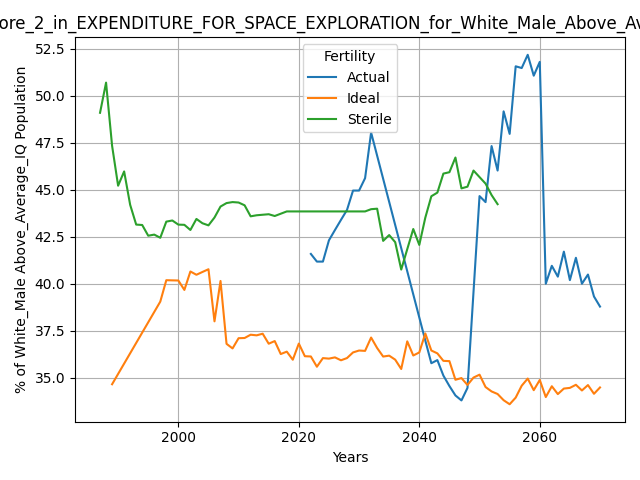 ore_2_in_EXPENDITURE_FOR_SPACE_EXPLORATION_for_White_Male_Above_Av
52.5
50.0
47.5
45.0
42.5
40.0
37.5
35.0
% of White_Male Above_Average_IQ Population
Fertility
Actual
Ideal
Sterile
2000
2020
2040
2060
Years